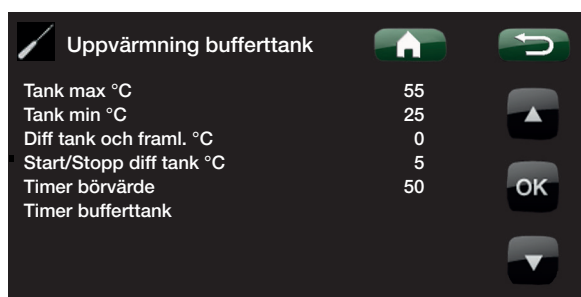 Uppvärmning bufferttank
Tank max °C 55
Tank min °C 25
Diff tank och framl. °C 0
Start/Stopp diff tank °C 5
Timer börvärde 50
Timer bufferttank
OK